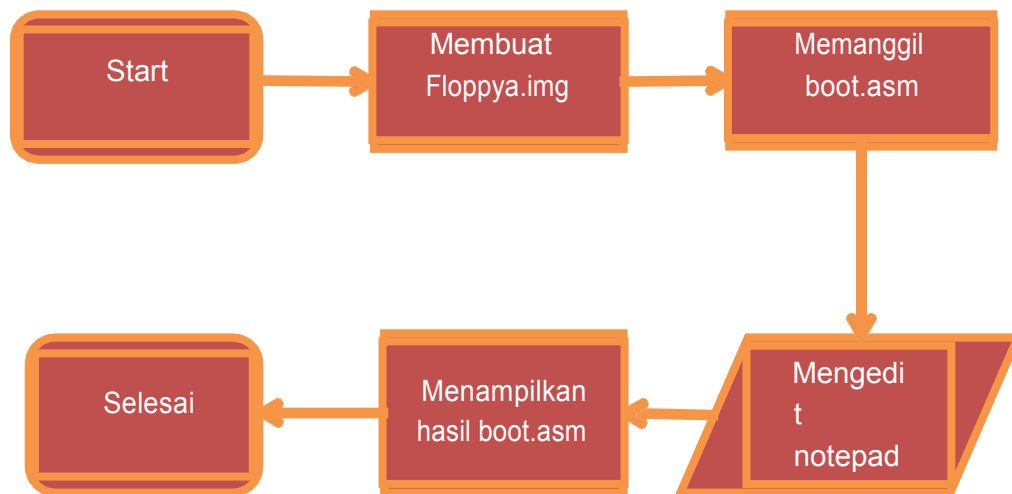 Start
Membuat
Floppya.img
Memanggil
boot.asm
Mengedi
t
notepad
Menampilkan
hasil boot.asm
Selesai